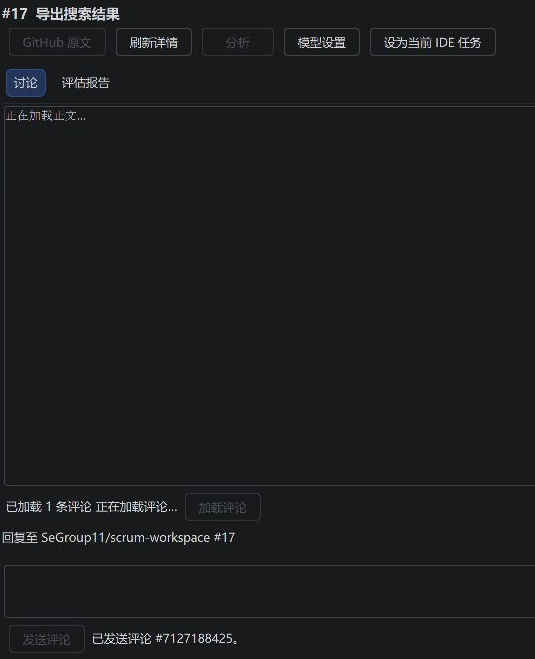 #17 导出搜索结果
GitHub 原文 刷新详情 分析 模型设置 设为当前 IDE 任务
讨论 评估报告
正在加载正文...
已加载 1 条评论 正在加载评论... 加载评论
回复至 SeGroup11/scrum-workspace #17
发送评论 已发送评论 #7127188425。